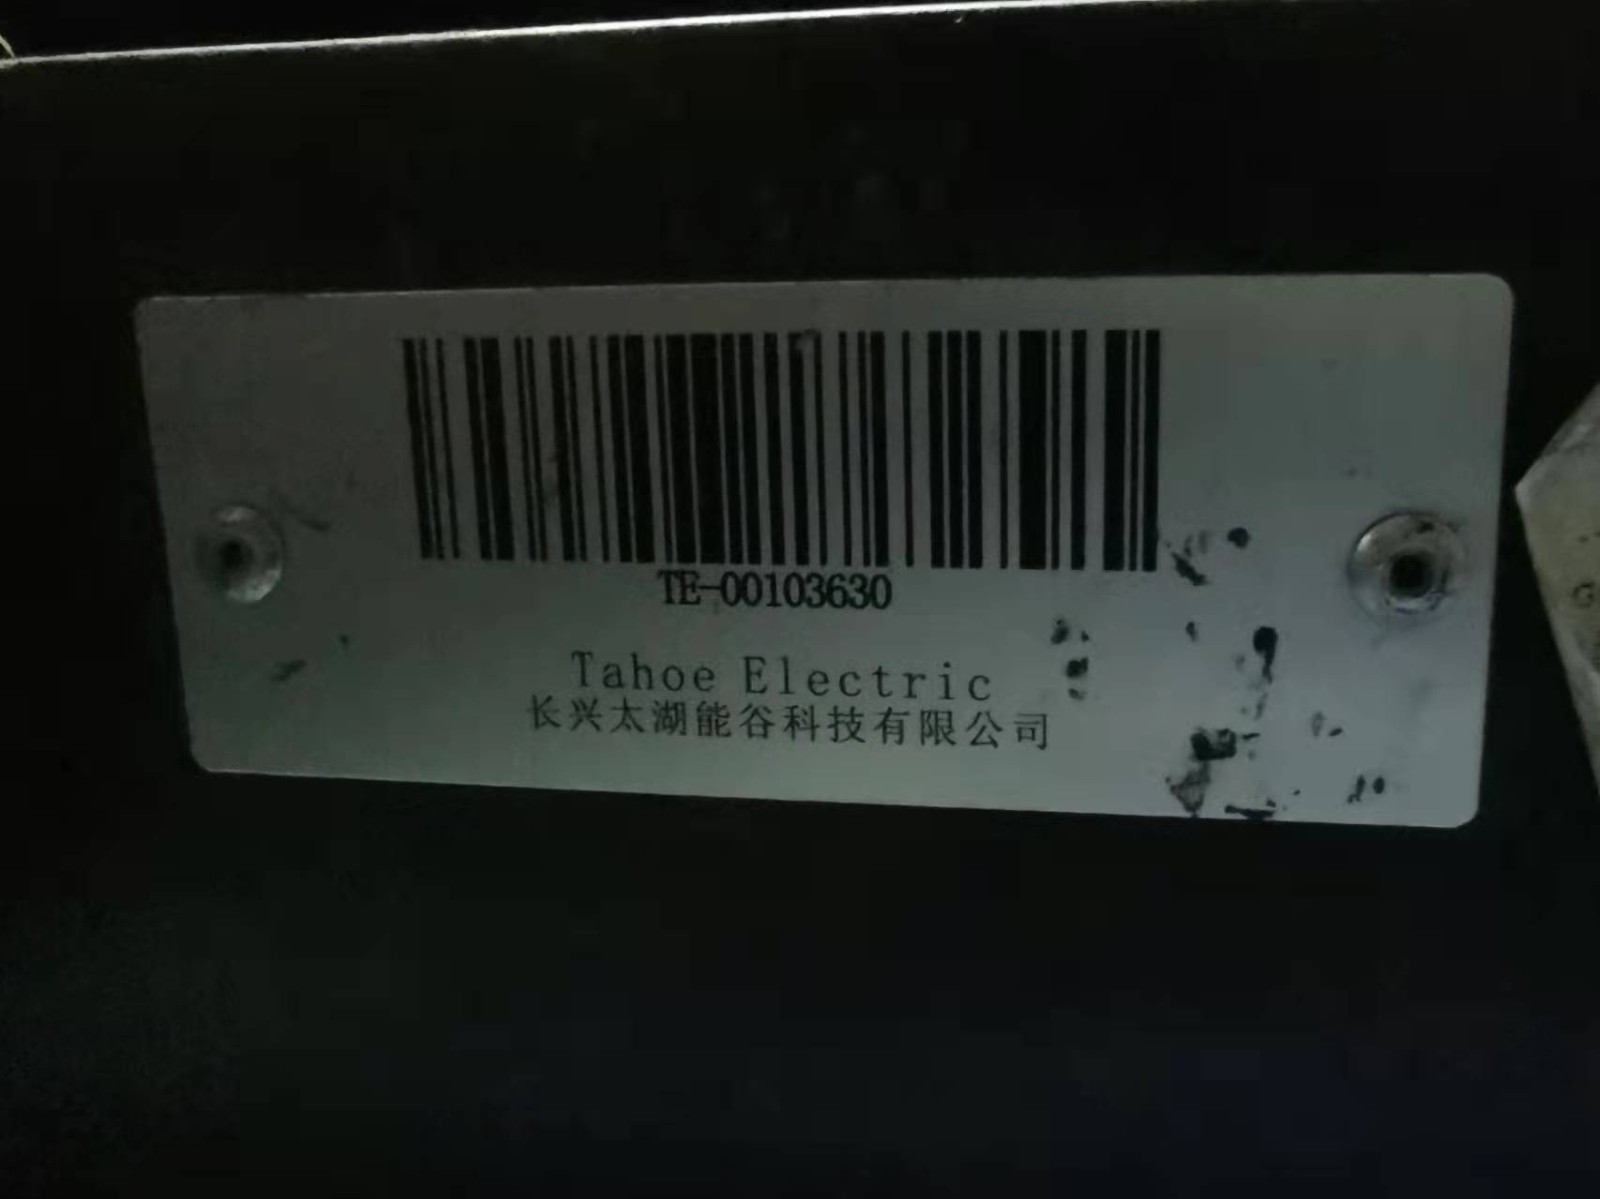 TE-00103630
Tahoe Electric
长兴太湖能谷科技有限公司
G